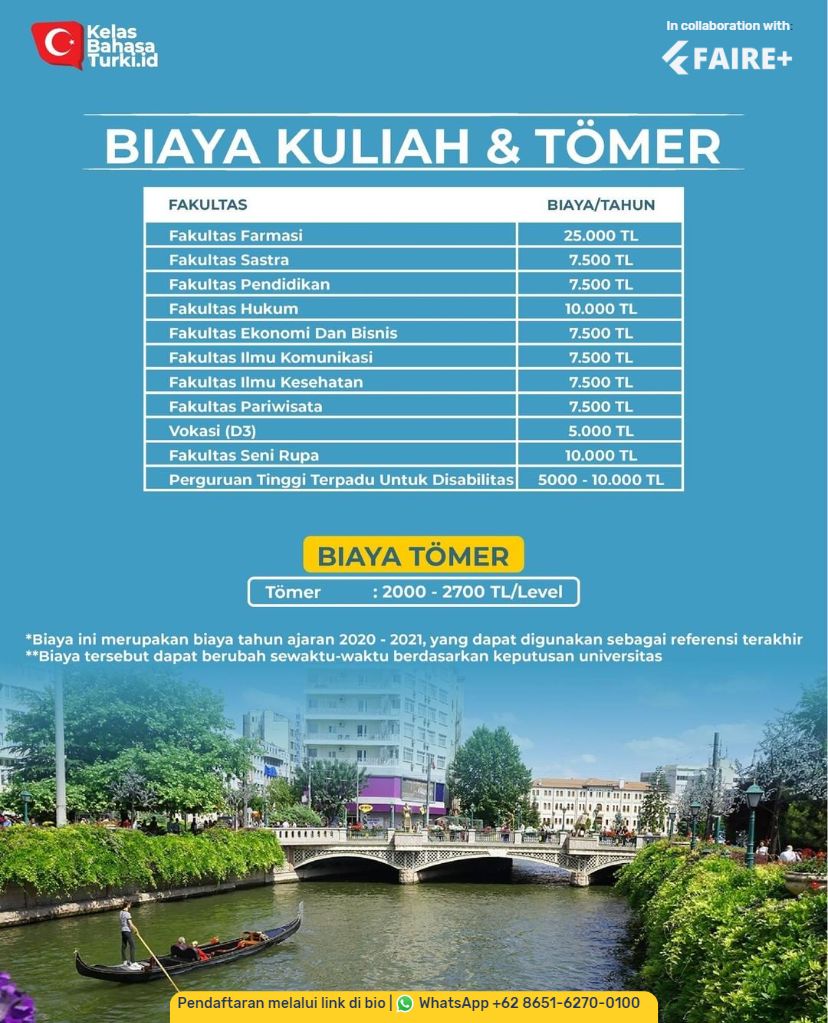 Kelas
Bahasa
Turki.id
In collaboration with:
FAIRE+
BIAYA KULIAH & TÖMER
FAKULTAS BIAYA/TAHUN
Fakultas Farmasi 25.000 TL
Fakultas Sastra 7.500 TL
Fakultas Pendidikan 7.500 TL
Fakultas Hukum 10.000 TL
Fakultas Ekonomi Dan Bisnis 7.500 TL
Fakultas Ilmu Komunikasi 7.500 TL
Fakultas Ilmu Kesehatan 7.500 TL
Fakultas Pariwisata 7.500 TL
Vokasi (D3) 5.000 TL
Fakultas Seni Rupa 10.000 TL
Perguruan Tinggi Terpadu Untuk Disabilitas 5000 - 10.000 TL
BIAYA TÖMER
Tömer : 2000 - 2700 TL/Level
*Biaya ini merupakan biaya tahun ajaran 2020 - 2021, yang dapat digunakan sebagai referensi terakhir
**Biaya tersebut dapat berubah sewaktu-waktu berdasarkan keputusan universitas
Pendaftaran melalui link di bio | WhatsApp +62 8651-6270-0100